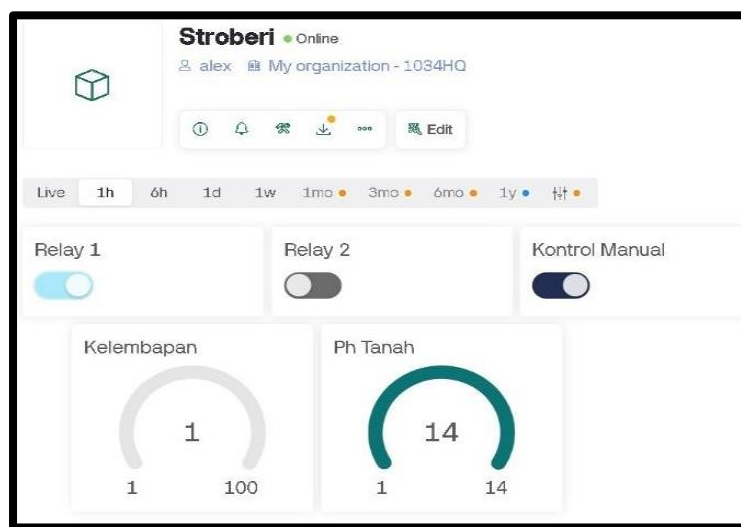 Stroberi Online
alex My organization - 1034HQ
Edit
Live 1h 6h 1d 1w 1mo 3mo 6mo 1y
Relay 1 Relay 2 Kontrol Manual
Kelembapan Ph Tanah
1 14
1 100 1 14